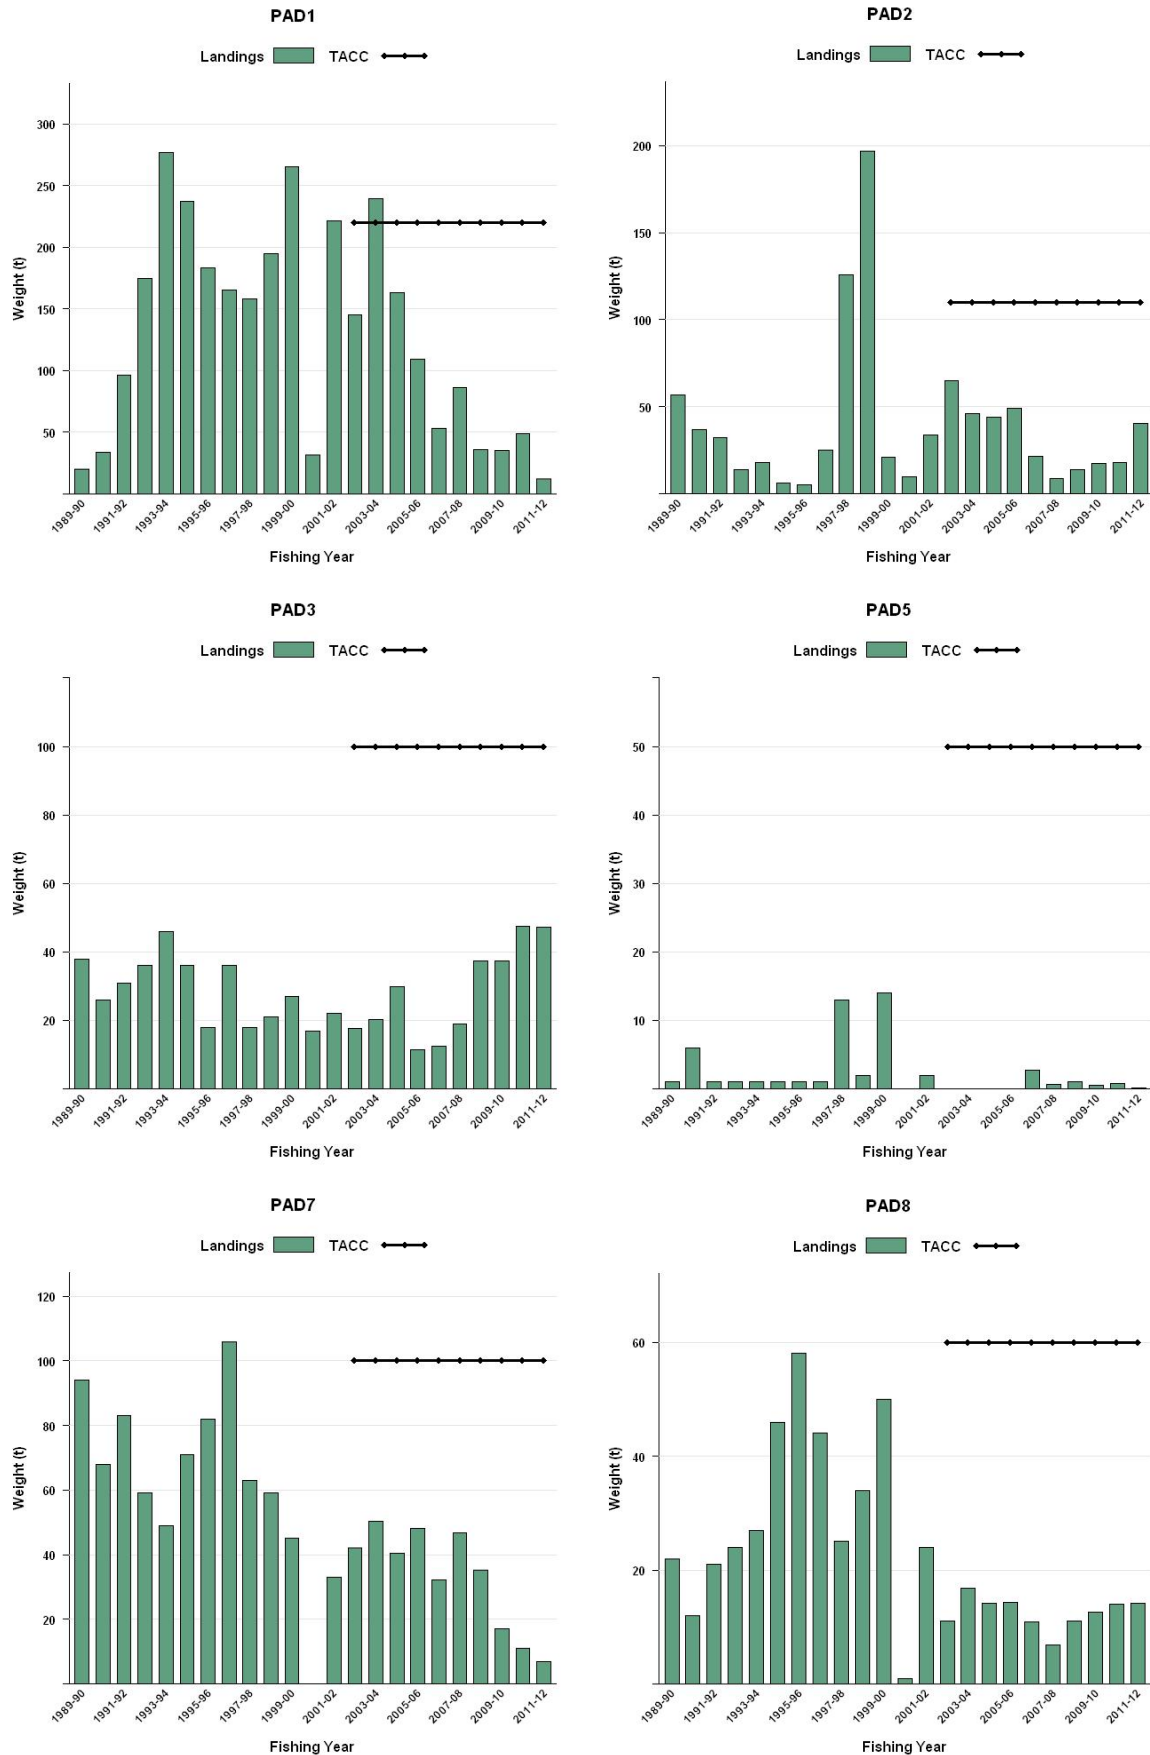 PAD1
Landings TACC
Weight (t)
300
250
200
150
100
50
1989-90 1991-92 1993-94 1995-96 1997-98 1999-00 2001-02 2003-04 2005-06 2007-08 2009-10 2011-12
Fishing Year
PAD2
Landings TACC
Weight (t)
200
150
100
50
1989-90 1991-92 1993-94 1995-96 1997-98 1999-00 2001-02 2003-04 2005-06 2007-08 2009-10 2011-12
Fishing Year
PAD3
Landings TACC
Weight (t)
100
80
60
40
20
1989-90 1991-92 1993-94 1995-96 1997-98 1999-00 2001-02 2003-04 2005-06 2007-08 2009-10 2011-12
Fishing Year
PAD5
Landings TACC
Weight (t)
50
40
30
20
10
1989-90 1991-92 1993-94 1995-96 1997-98 1999-00 2001-02 2003-04 2005-06 2007-08 2009-10 2011-12
Fishing Year
PAD7
Landings TACC
Weight (t)
120
100
80
60
40
20
1989-90 1991-92 1993-94 1995-96 1997-98 1999-00 2001-02 2003-04 2005-06 2007-08 2009-10 2011-12
Fishing Year
PAD8
Landings TACC
Weight (t)
60
40
20
1989-90 1991-92 1993-94 1995-96 1997-98 1999-00 2001-02 2003-04 2005-06 2007-08 2009-10 2011-12
Fishing Year